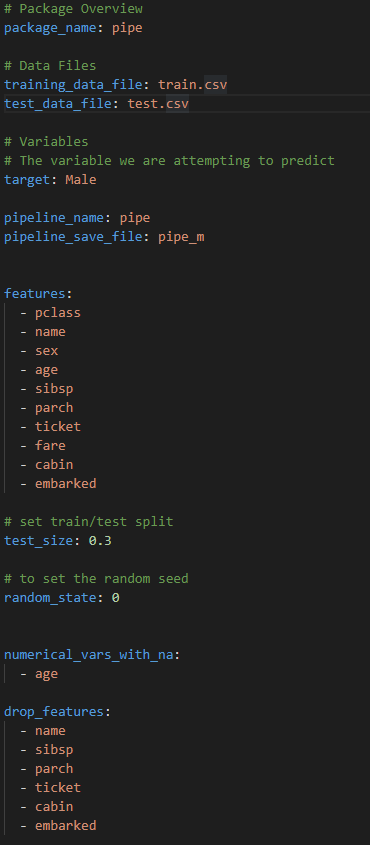 # Package Overview
package_name: pipe
# Data Files
training_data_file: train.csv
test_data_file: test.csv
# Variables
# The variable we are attempting to predict
target: Male
pipeline_name: pipe
pipeline_save_file: pipe_m
features:
- pclass
- name
- sex
- age
- sibsp
- parch
- ticket
- fare
- cabin
- embarked
# set train/test split
test_size: 0.3
# to set the random seed
random_state: 0
numerical_vars_with_na:
- age
drop_features:
- name
- sibsp
- parch
- ticket
- cabin
- embarked